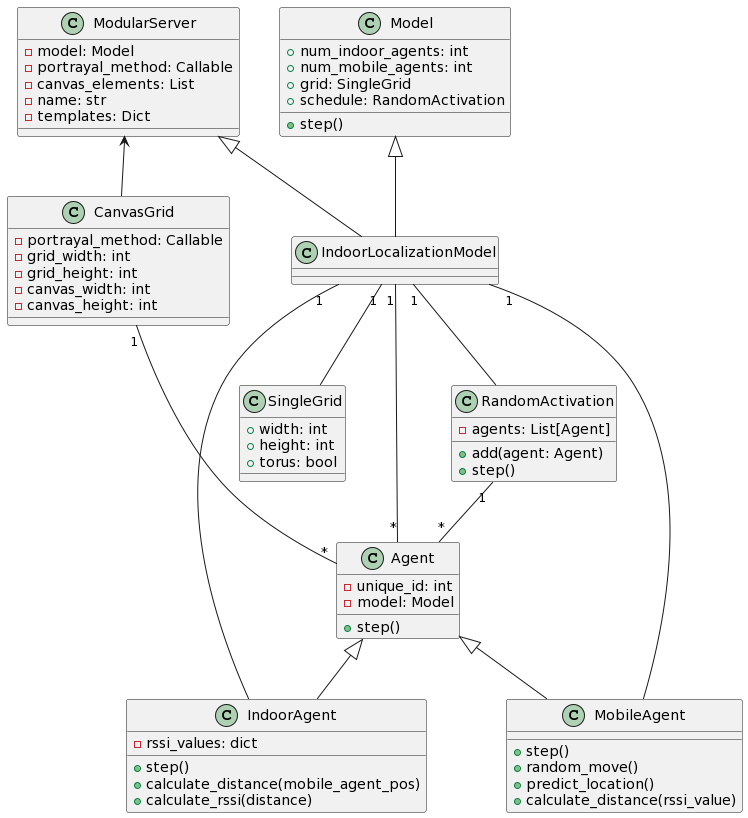 C ModularServer
model: Model
portrayal_method: Callable
canvas_elements: List
name: str
templates: Dict
C Model
num_indoor_agents: int
num_mobile_agents: int
grid: SingleGrid
schedule: RandomActivation
step()
C CanvasGrid
portrayal_method: Callable
grid_width: int
grid_height: int
canvas_width: int
canvas_height: int
C IndoorLocalizationModel
1
1
1
1
1
1
C SingleGrid
width: int
height: int
torus: bool
C RandomActivation
agents: List[Agent]
add(agent: Agent)
step()
1
*
*
*
C Agent
unique_id: int
model: Model
step()
C IndoorAgent
rssi_values: dict
step()
calculate_distance(mobile_agent_pos)
calculate_rssi(distance)
C MobileAgent
step()
random_move()
predict_location()
calculate_distance(rssi_value)